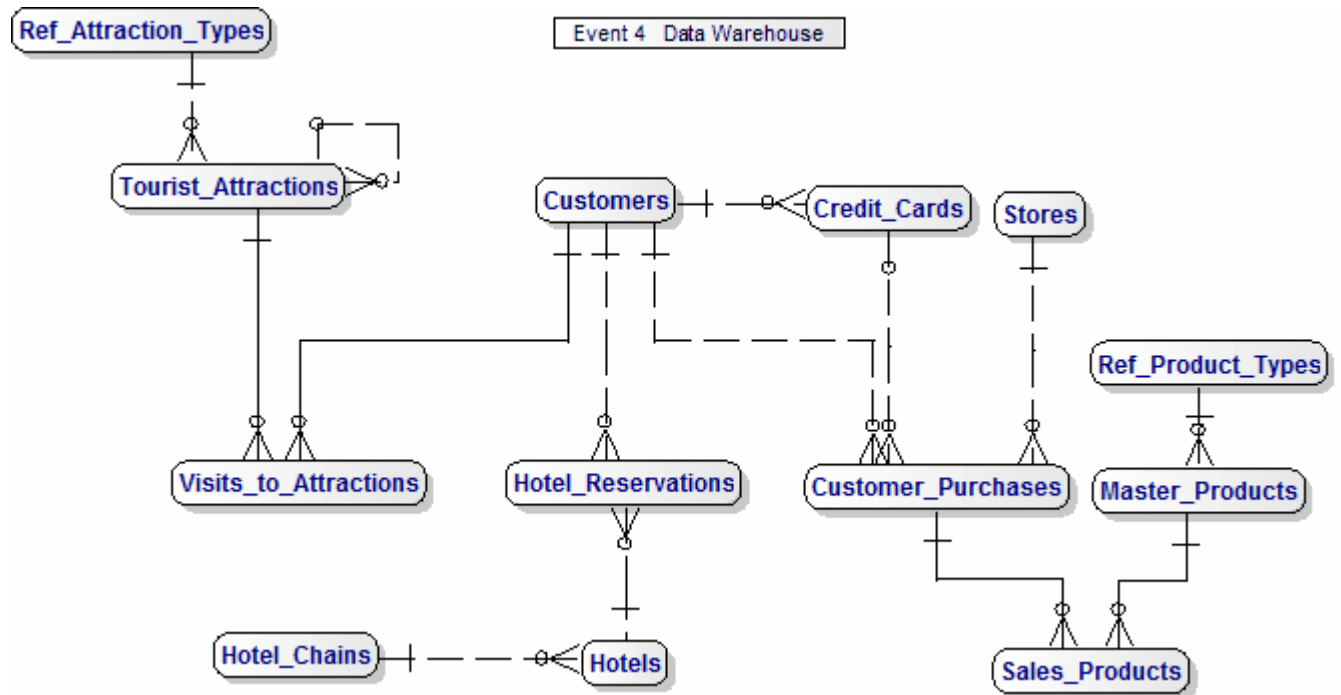 Ref_Attraction_Types
Event 4 Data Warehouse
Tourist_Attractions
Customers
Credit_Cards
Stores
Ref_Product_Types
Visits_to_Attractions
Hotel_Reservations
Customer_Purchases
Master_Products
Hotel_Chains
Hotels
Sales_Products